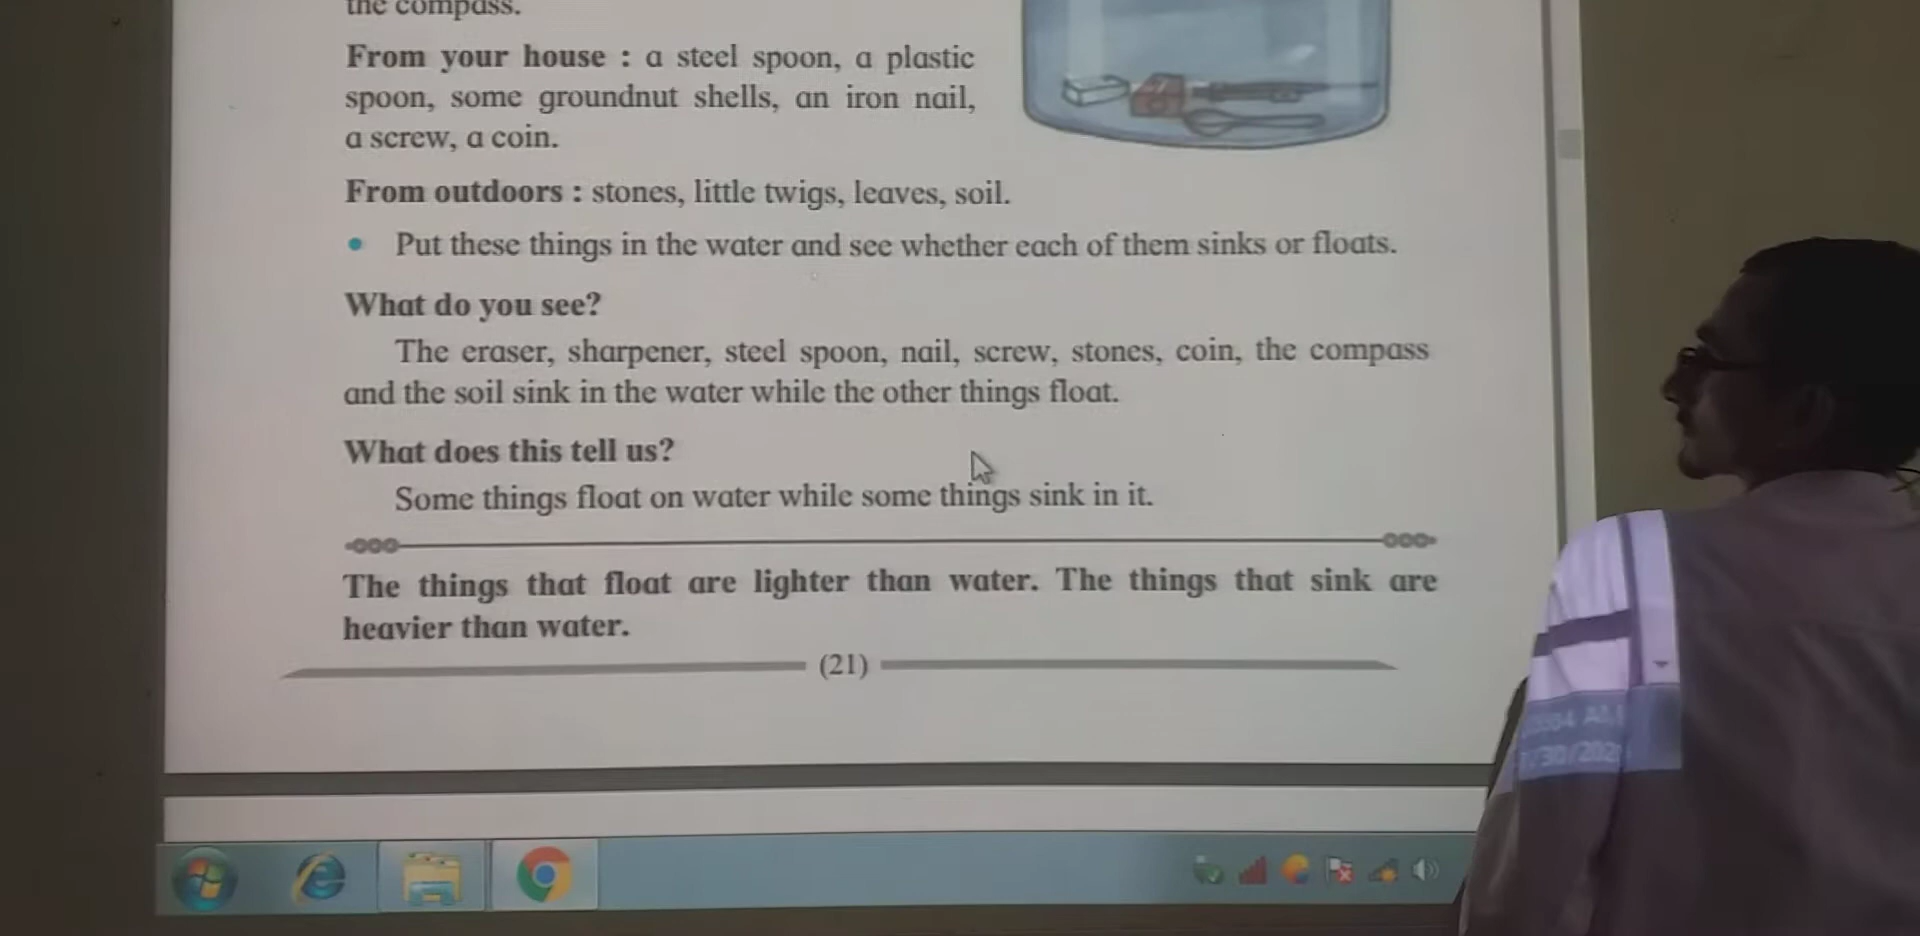 the compass.
From your house : a steel spoon, a plastic
spoon, some groundnut shells, an iron nail,
a screw, a coin.
From outdoors : stones, little twigs, leaves, soil.
• Put these things in the water and see whether each of them sinks or floats.
What do you see?
The eraser, sharpener, steel spoon, nail, screw, stones, coin, the compass
and the soil sink in the water while the other things float.
What does this tell us?
Some things float on water while some things sink in it.
The things that float are lighter than water. The things that sink are
heavier than water.
(21)